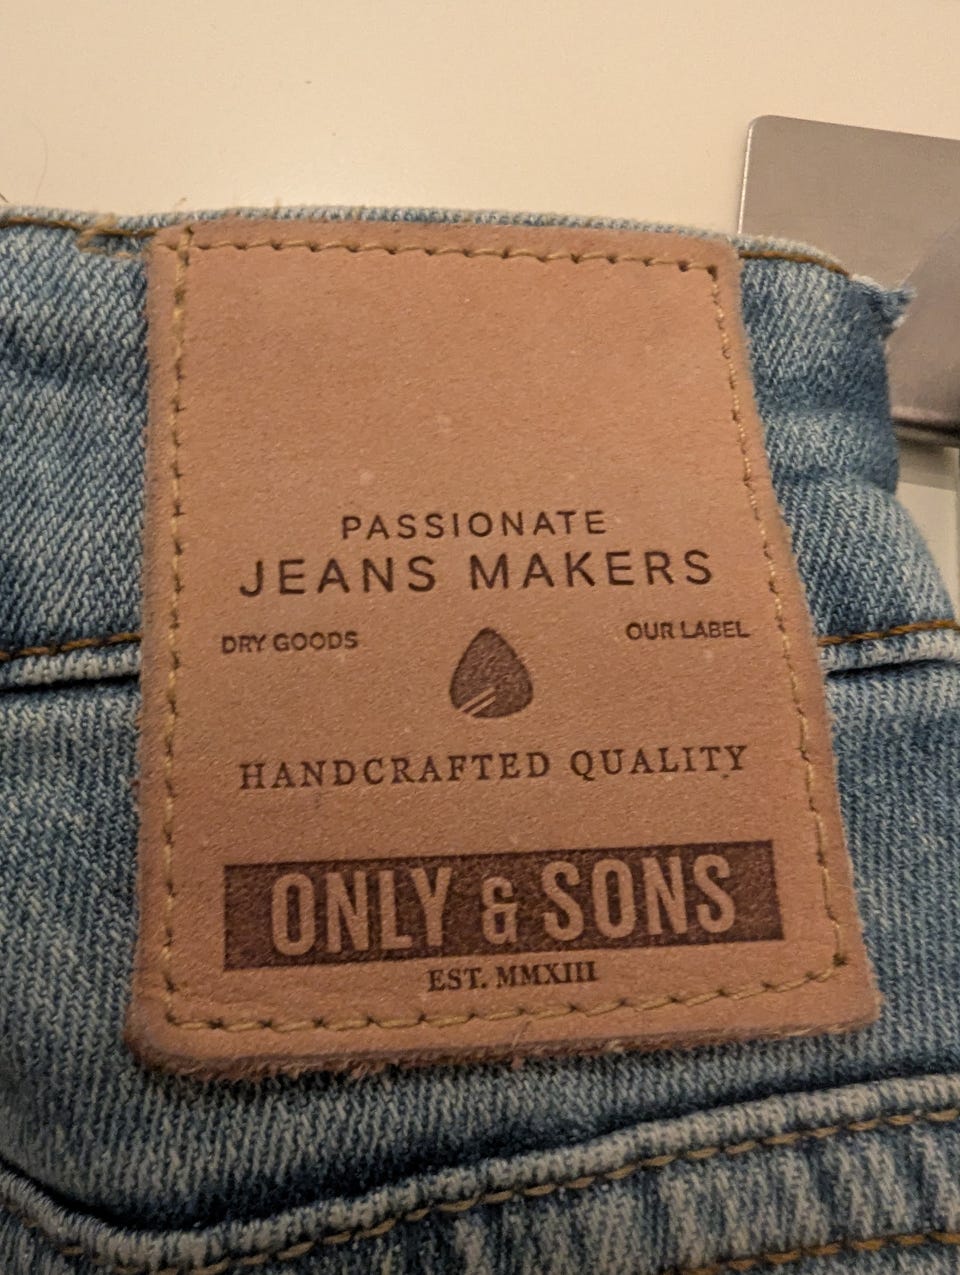 PASSIONATE
JEANS MAKERS
DRY GOODS
OUR LABEL
HANDCRAFTED QUALITY
ONLY & SONS
EST. MMXIII